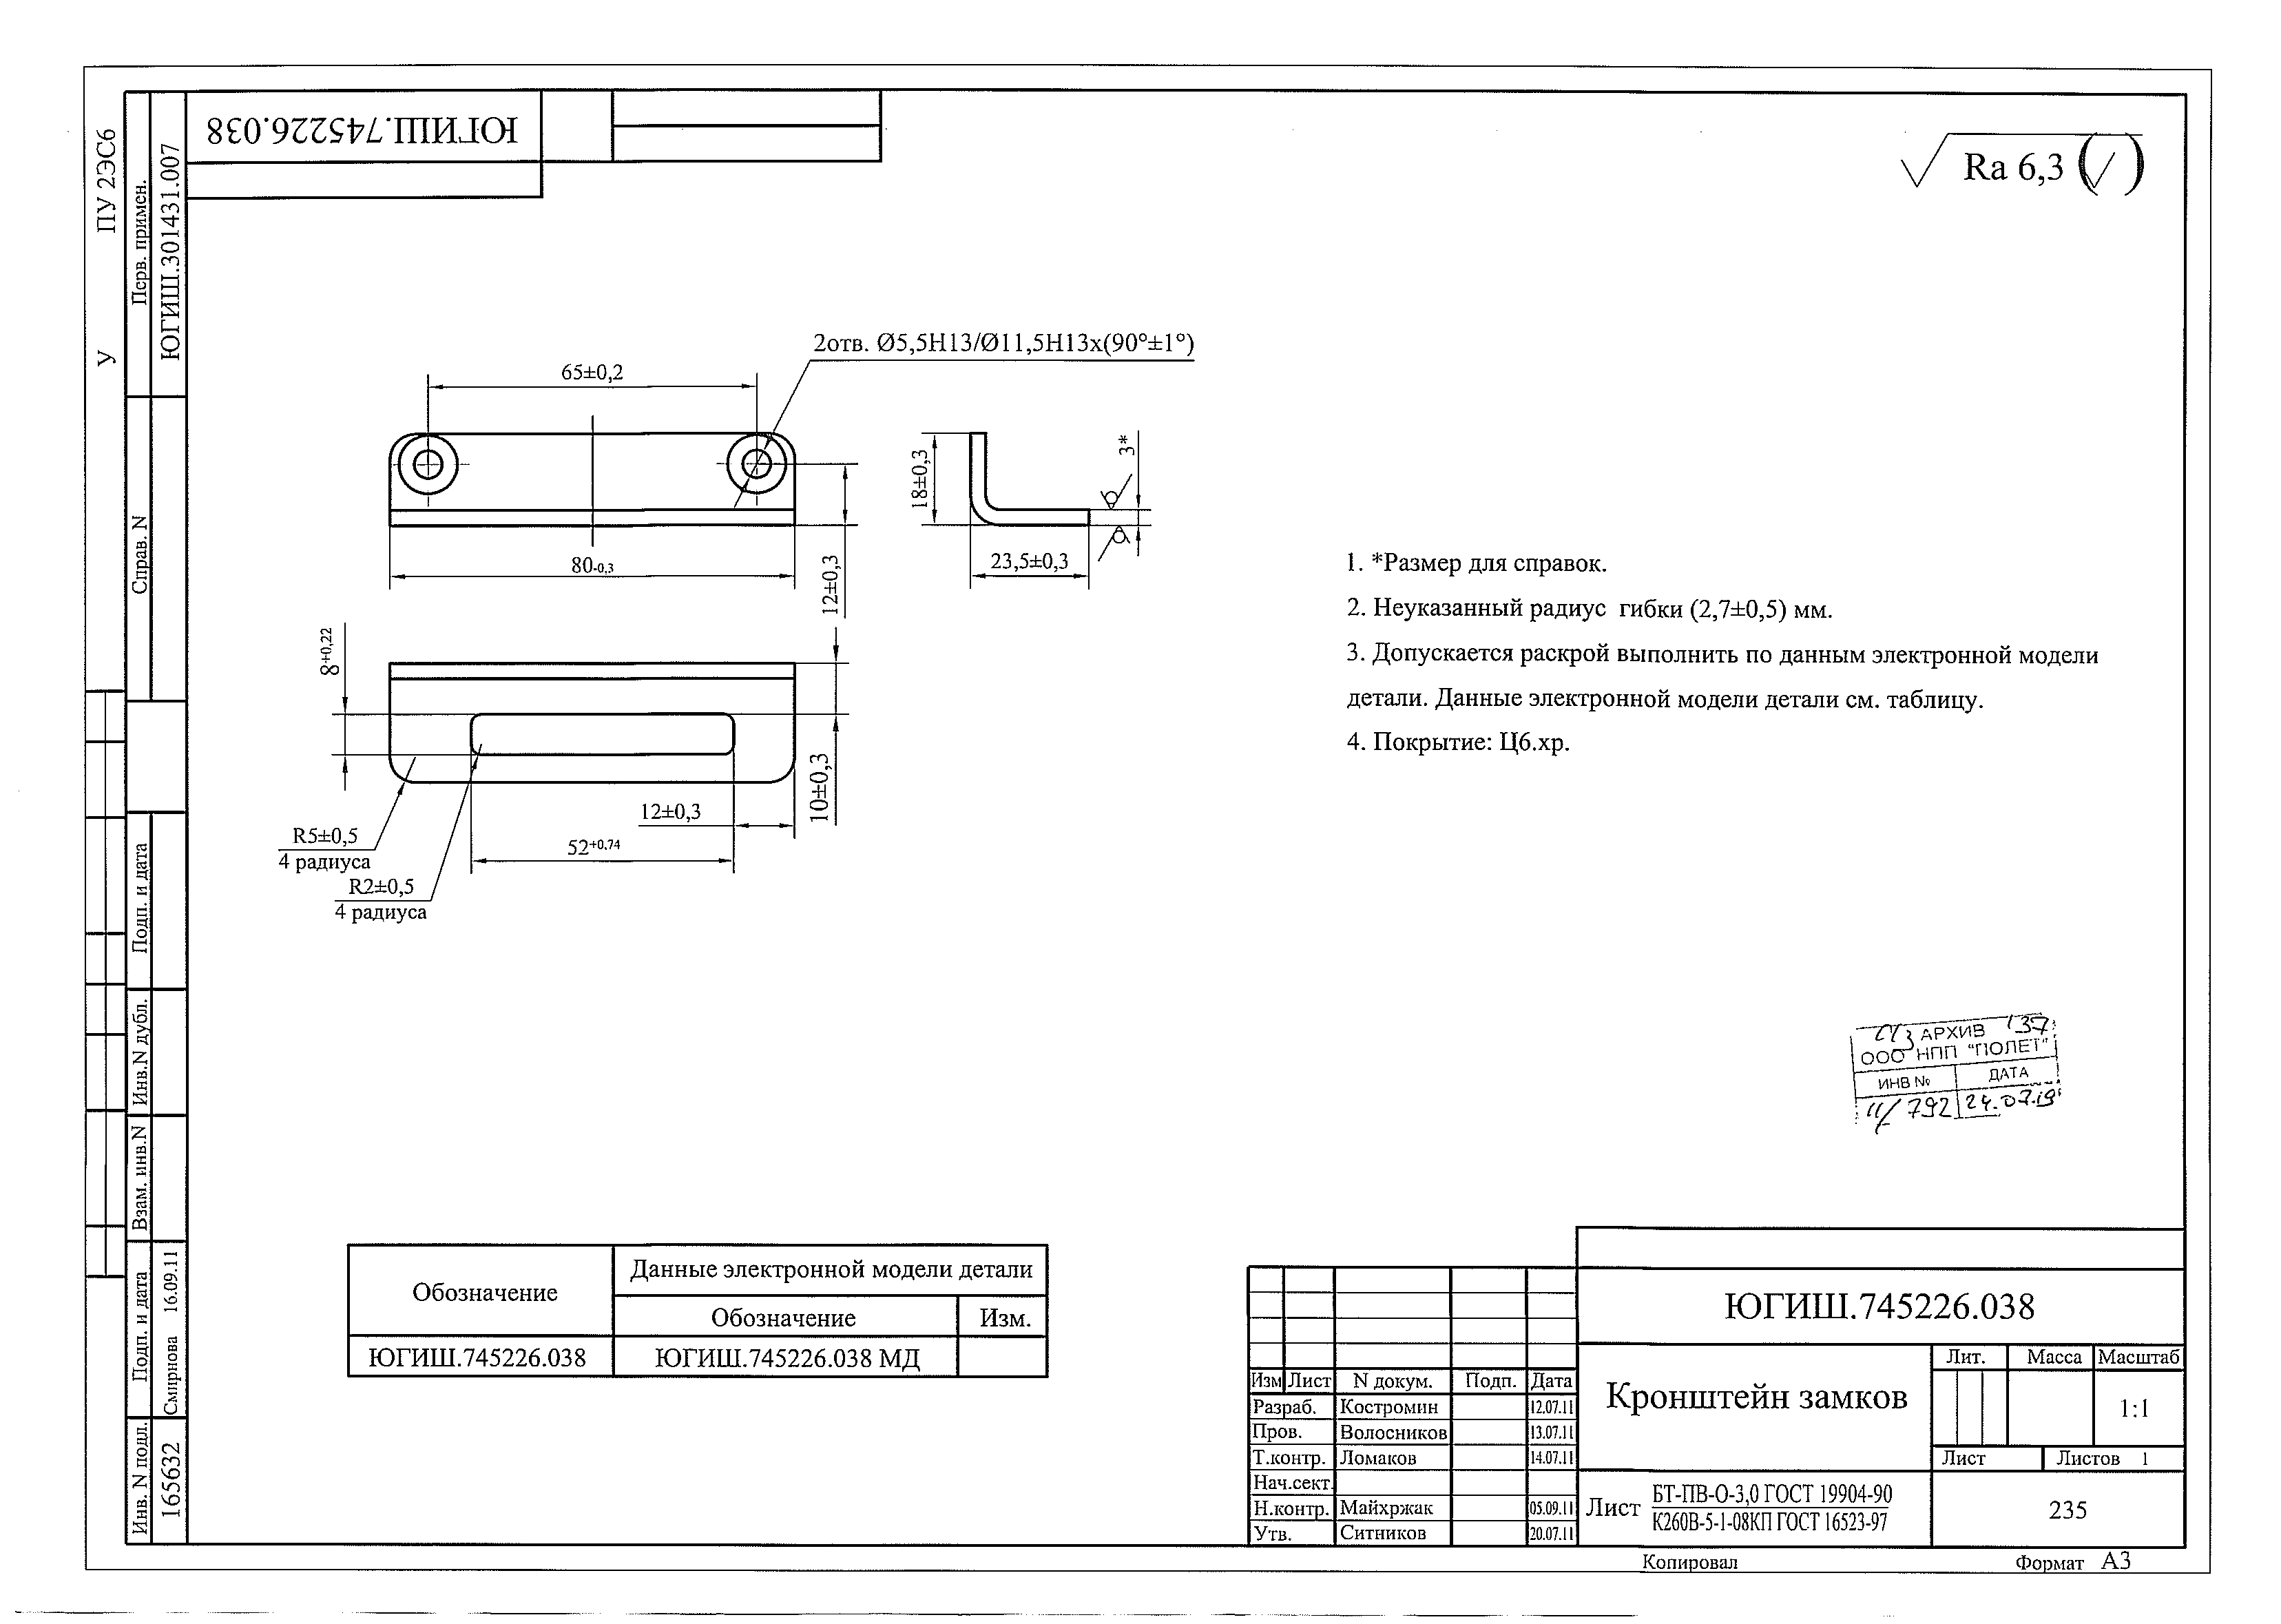 ЮГИШ.745226.038
√ Ra 6,3 (√)
У ПУ 2ЭС6
Перв. примен.
ЮГИШ.301431.007
Справ. N
Подп. и дата
Инв.N дубл.
Взам. инв.N
Подп. и дата
Смирнова 16.09.11
Инв. N подл.
165632
2отв. Ø5,5H13/Ø11,5H13x(90°±1°)
65±0,2
80-0,3
12±0,3
18±0,3
3*
23,5±0,3
8+0,22
10±0,3
12±0,3
52+0,74
R5±0,5
4 радиуса
R2±0,5
4 радиуса
1. *Размер для справок.
2. Неуказанный радиус гибки (2,7±0,5) мм.
3. Допускается раскрой выполнить по данным электронной модели
детали. Данные электронной модели детали см. таблицу.
4. Покрытие: Ц6.хр.
АРХИВ 137
ООО НПП "ПОЛЕТ"
ИНВ № ДАТА
11/792 24.07.19
Обозначение
Данные электронной модели детали
Обозначение Изм.
ЮГИШ.745226.038 ЮГИШ.745226.038 МД
ЮГИШ.745226.038
Изм Лист N докум. Подп. Дата
Разраб. Костромин 12.07.11
Пров. Волосников 13.07.11
Т.контр. Ломаков 14.07.11
Нач.сект.
Н.контр. Майхржак 05.09.11
Утв. Ситников 20.07.11
Кронштейн замков
Лит. Масса Масштаб
1:1
Лист Листов 1
Лист БТ-ПВ-О-3,0 ГОСТ 19904-90
К260В-5-1-08КП ГОСТ 16523-97
235
Копировал Формат А3